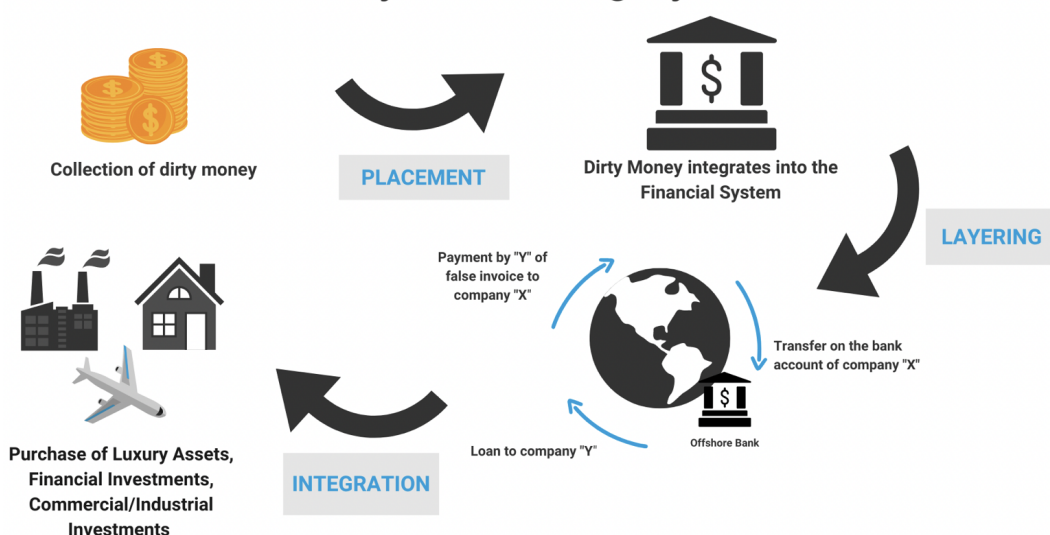 Collection of dirty money
PLACEMENT
Dirty Money integrates into the
Financial System
LAYERING
Payment by "Y" of
false invoice to
company "X"
Transfer on the bank
account of company "X"
Offshore Bank
Loan to company "Y"
INTEGRATION
Purchase of Luxury Assets,
Financial Investments,
Commercial/Industrial
Investments